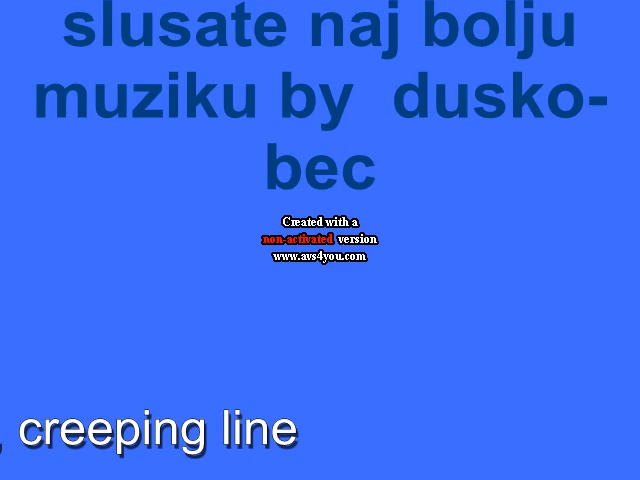 slusate naj bolju
muziku by dusko-
bec
Created with a
non-activated version
www.avs4you.com
, creeping line